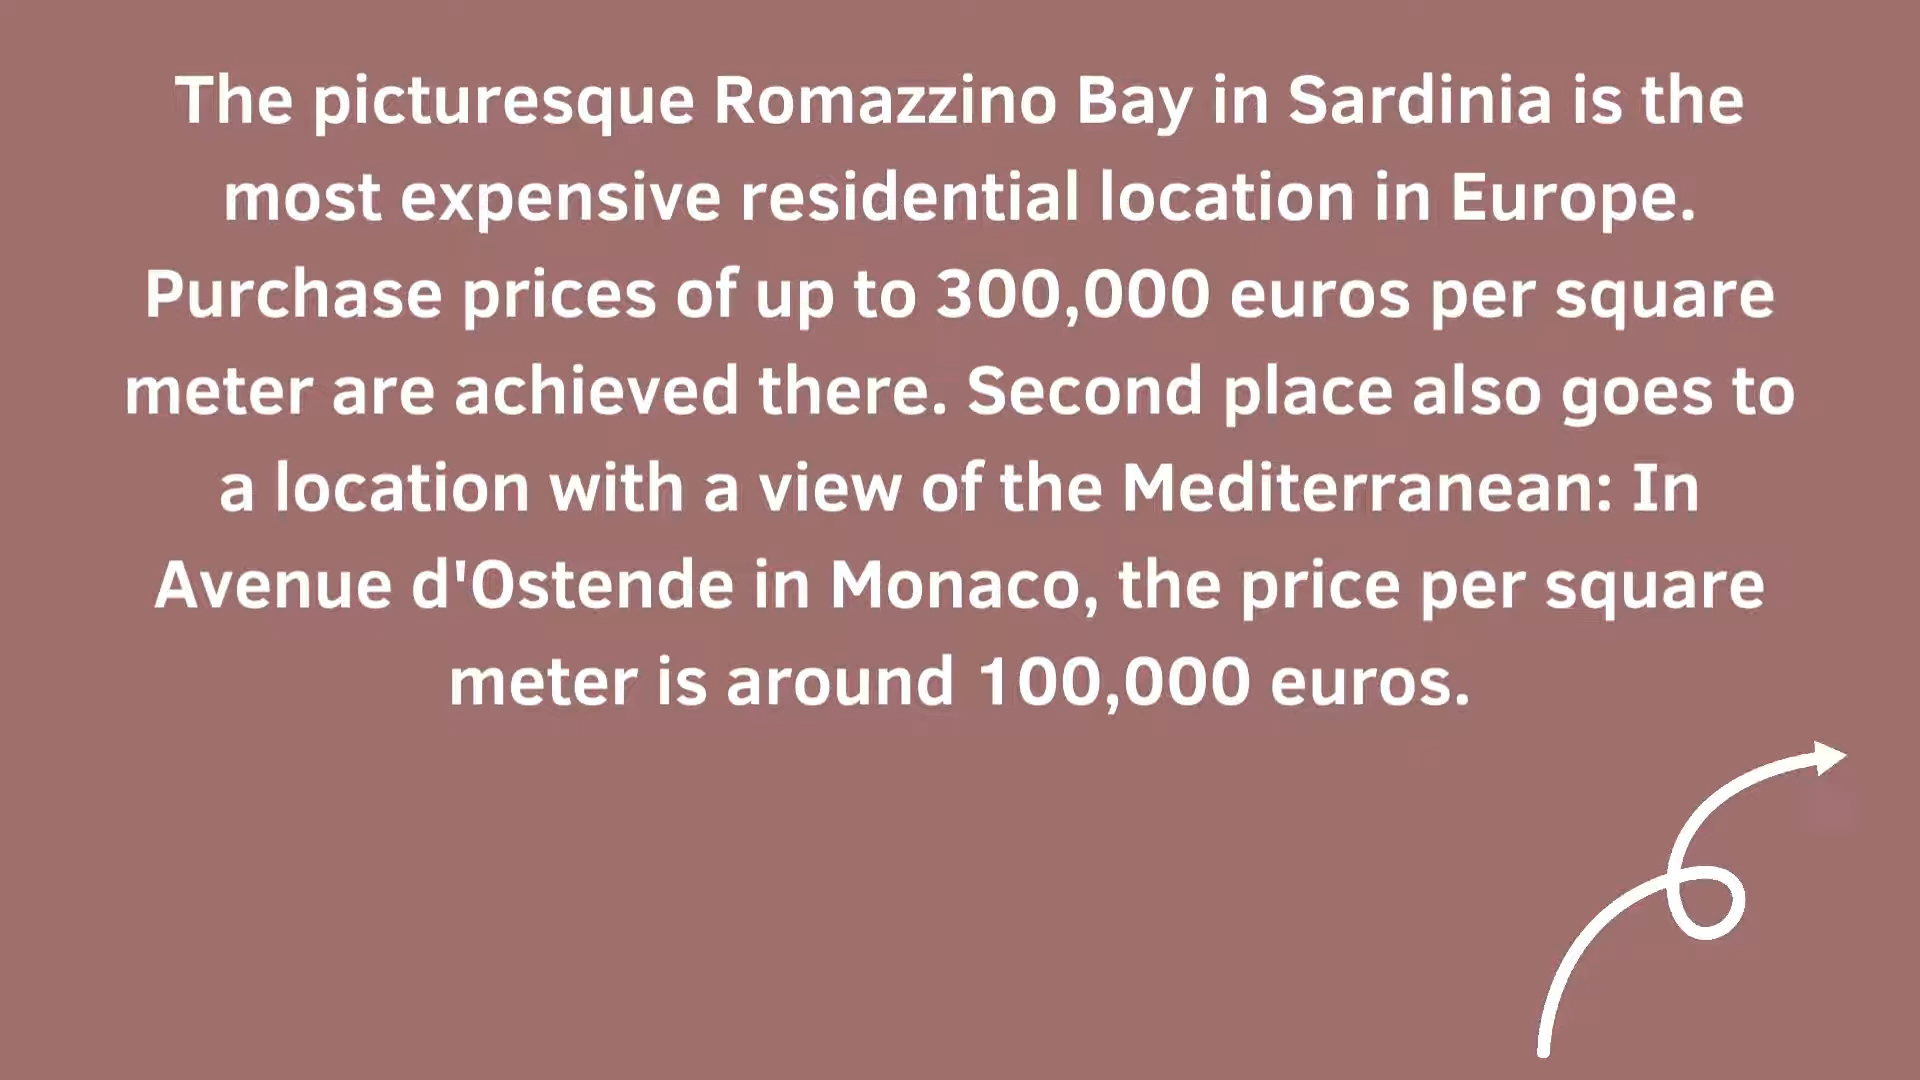 The picturesque Romazzino Bay in Sardinia is the
most expensive residential location in Europe.
Purchase prices of up to 300,000 euros per square
meter are achieved there. Second place also goes to
a location with a view of the Mediterranean: In
Avenue d'Ostende in Monaco, the price per square
meter is around 100,000 euros.